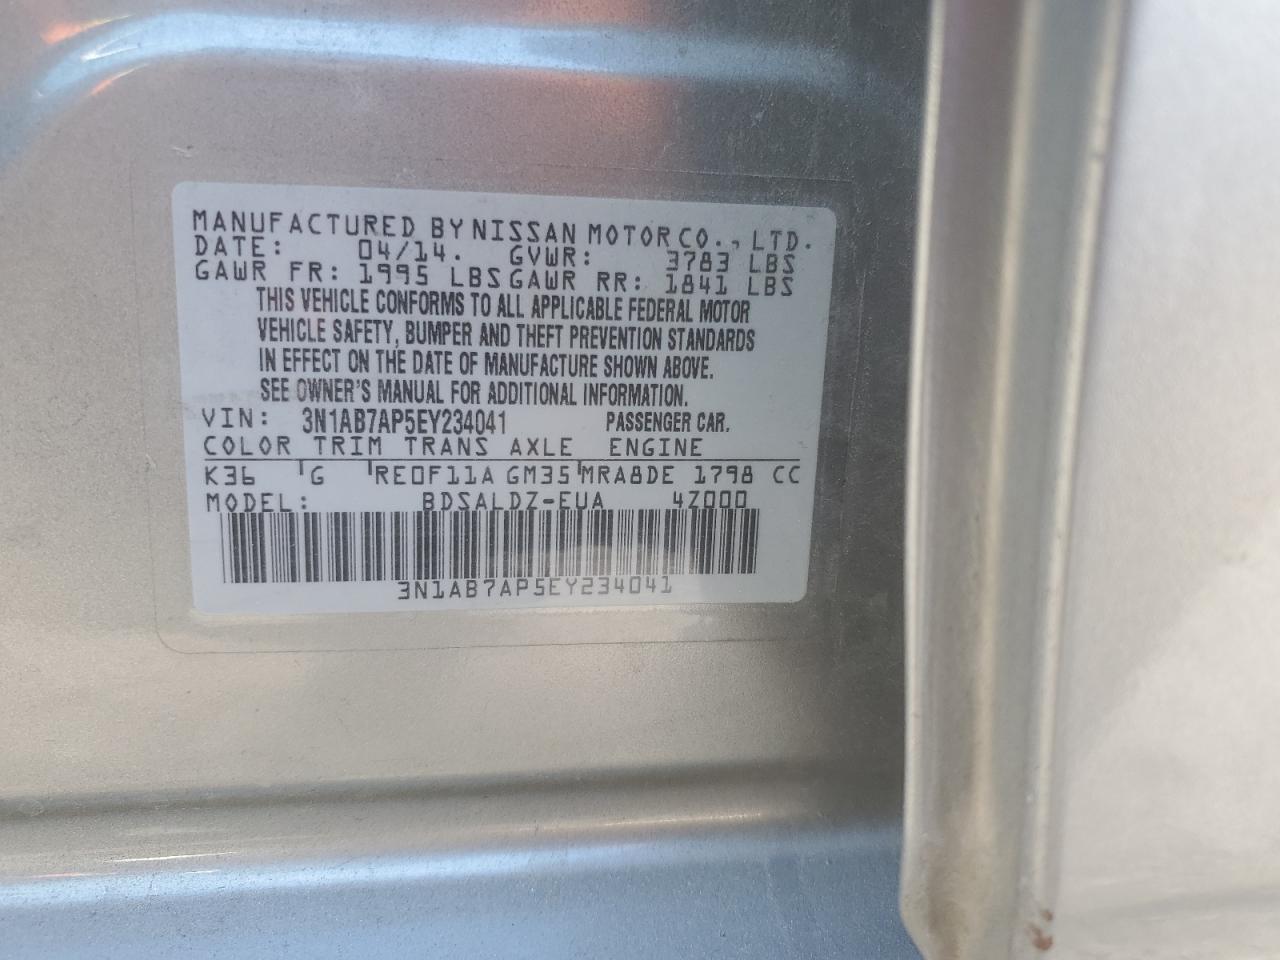 MANUFACTURED BY NISSAN MOTOR CO., LTD.
DATE: 04/14. GVWR: 3783 LBS
GAWR FR: 1995 LBS GAWR RR: 1841 LBS
THIS VEHICLE CONFORMS TO ALL APPLICABLE FEDERAL MOTOR
VEHICLE SAFETY, BUMPER AND THEFT PREVENTION STANDARDS
IN EFFECT ON THE DATE OF MANUFACTURE SHOWN ABOVE.
SEE OWNER'S MANUAL FOR ADDITIONAL INFORMATION.
VIN: 3N1AB7AP5EY234041 PASSENGER CAR.
COLOR TRIM TRANS AXLE ENGINE
K36 G RE0F11A GM35 MRA8DE 1798 CC
MODEL: BDSALDZ-EUA 4Z000
3N1AB7AP5EY234041